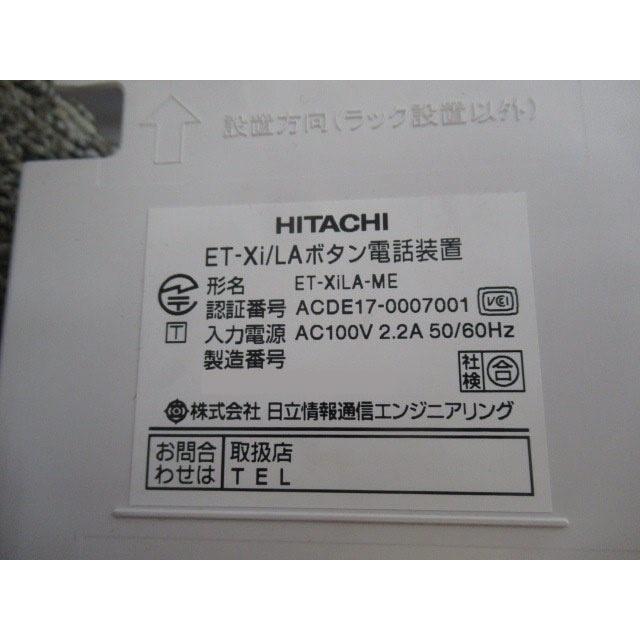 設置方向(ラック設置以外)
HITACHI
ET-Xi/LAボタン電話装置
形名 ET-XiLA-ME
認証番号 ACDE17-0007001 VCCI
T 入力電源 AC100V 2.2A 50/60Hz
製造番号
社検 合
株式会社 日立情報通信エンジニアリング
お問合わせは 取扱店
TEL